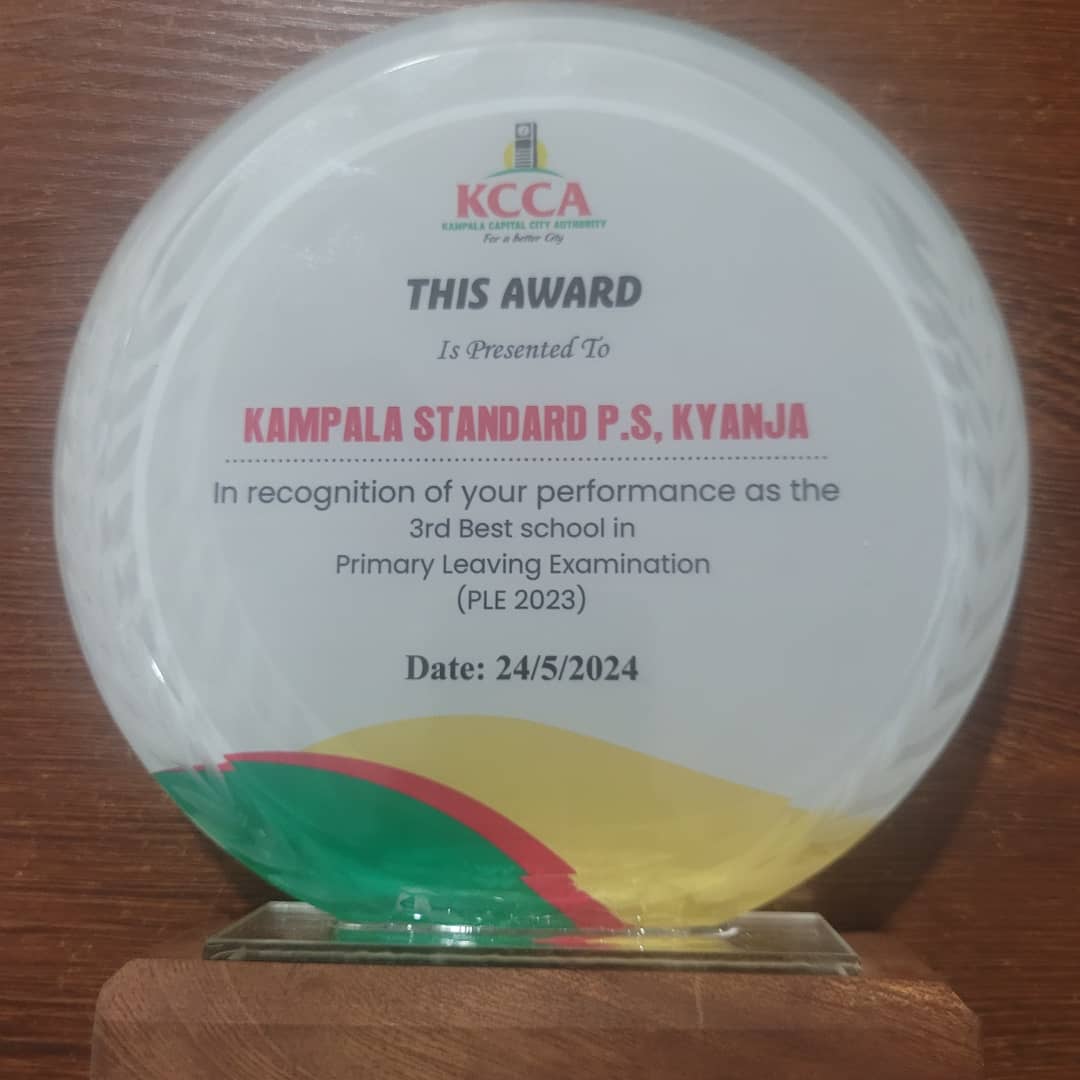 KCCA
KAMPALA CAPITAL CITY AUTHORITY
For a better City
THIS AWARD
Is Presented To
KAMPALA STANDARD P.S, KYANJA
In recognition of your performance as the
3rd Best school in
Primary Leaving Examination
(PLE 2023)
Date: 24/5/2024